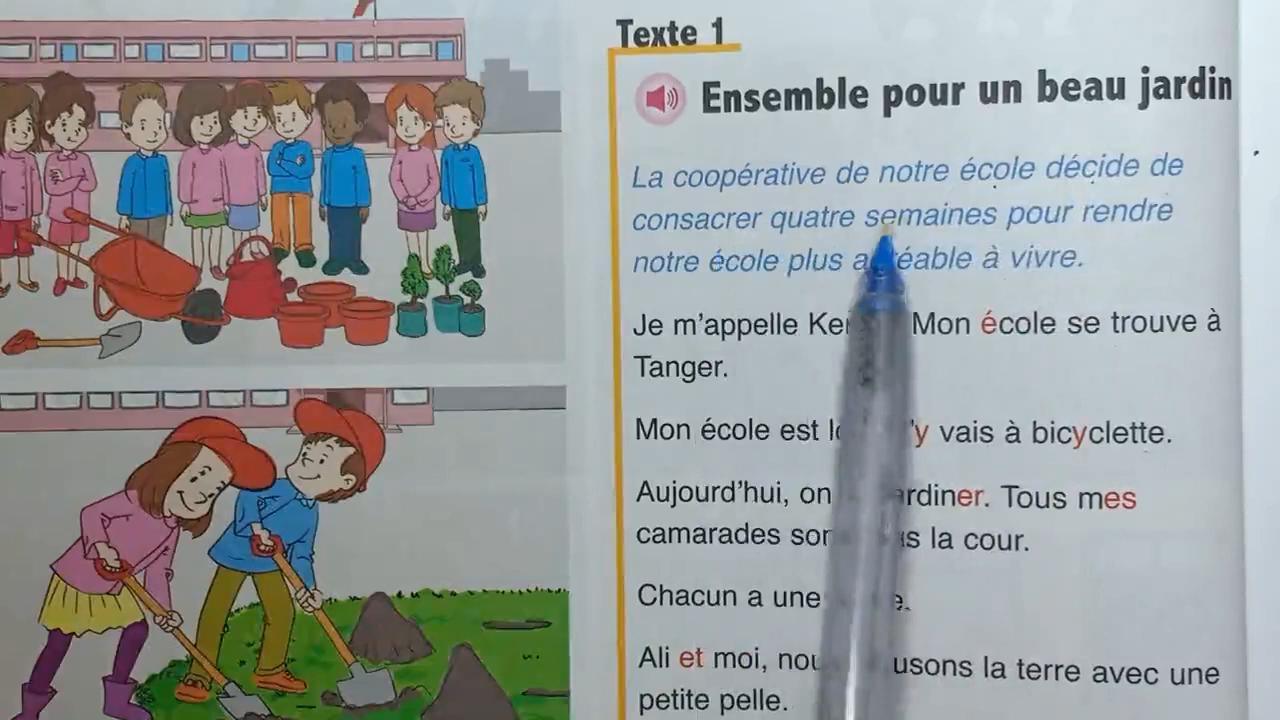 Texte 1
Ensemble pour un beau jardin
La coopérative de notre école décide de
consacrer quatre semaines pour rendre
notre école plus agréable à vivre.
Je m'appelle Mon école se trouve à
Tanger.
Mon école est vais à bicyclette.
Aujourd'hui, on Tous mes
camarades la cour.
Chacun a une
Ali et moi, la terre avec une
petite pelle.